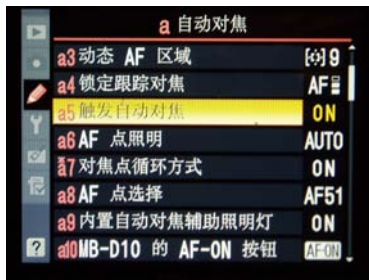 a 自动对焦
a3 动态 AF 区域 [ ] 9
a4 锁定跟踪对焦 AF
a5 触发自动对焦 ON
a6 AF 点照明 AUTO
a7 对焦点循环方式 ON
a8 AF 点选择 AF51
a9 内置自动对焦辅助照明灯 ON
a10 MB-D10 的 AF-ON 按钮 AF-ON
?